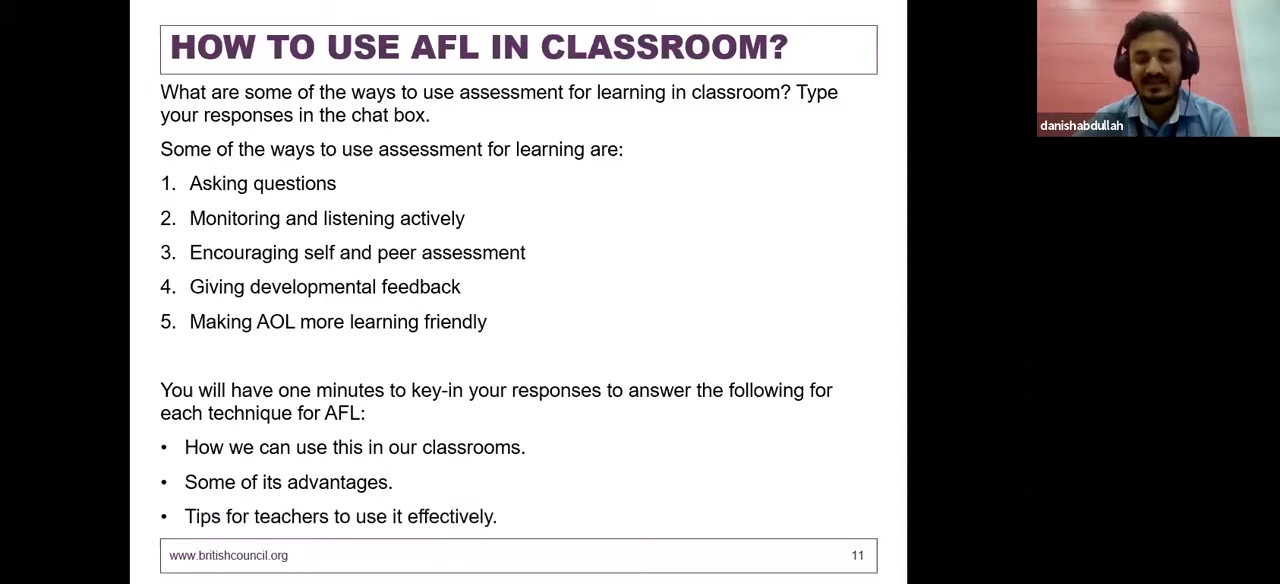 HOW TO USE AFL IN CLASSROOM?
What are some of the ways to use assessment for learning in classroom? Type
your responses in the chat box.
Some of the ways to use assessment for learning are:
1. Asking questions
2. Monitoring and listening actively
3. Encouraging self and peer assessment
4. Giving developmental feedback
5. Making AOL more learning friendly
You will have one minutes to key-in your responses to answer the following for
each technique for AFL:
• How we can use this in our classrooms.
• Some of its advantages.
• Tips for teachers to use it effectively.
www.britishcouncil.org 11
danishabdullah